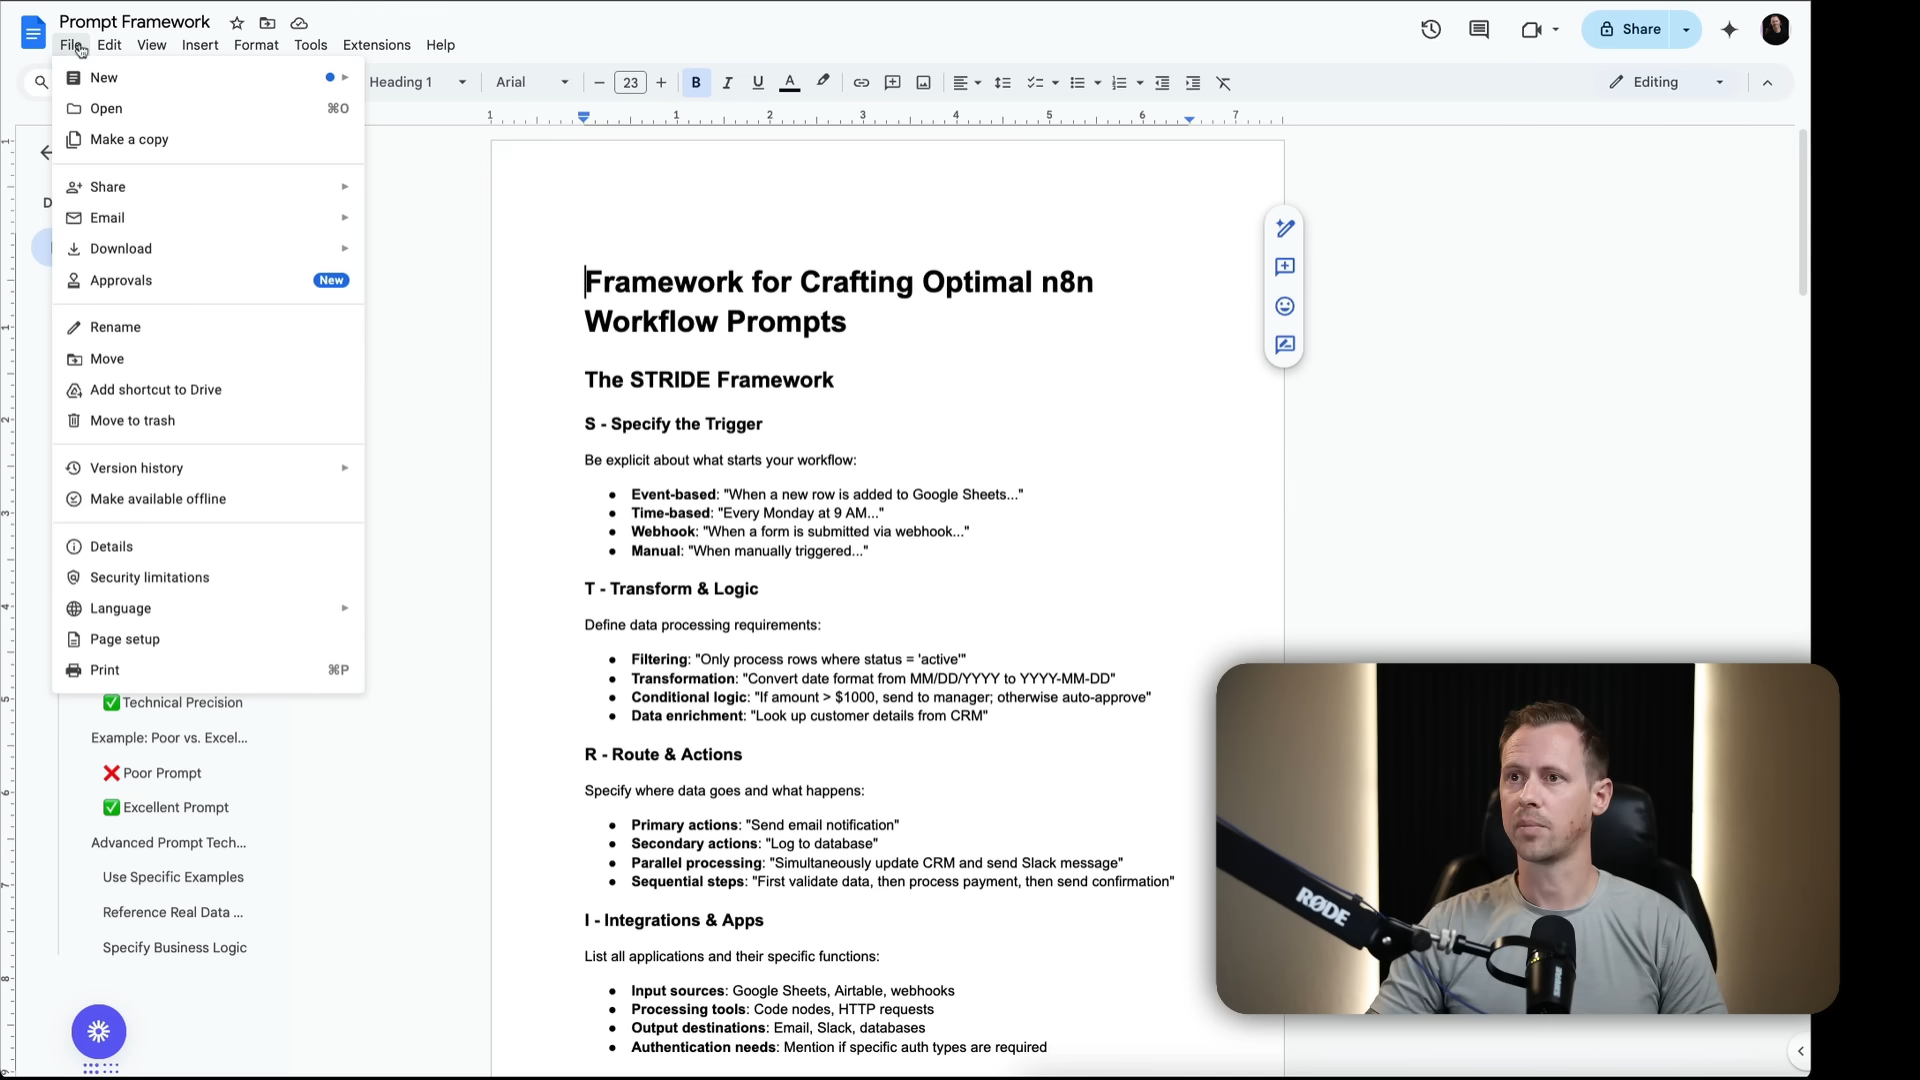 Prompt Framework
File Edit View Insert Format Tools Extensions Help
Share
Heading 1
Arial
23
B
I
U
A
Editing
1 1 2 3 4 5 6 7
New
Open ⌘O
Make a copy
Share
Email
Download
Approvals New
Rename
Move
Add shortcut to Drive
Move to trash
Version history
Make available offline
Details
Security limitations
Language
Page setup
Print ⌘P
✅ Technical Precision
Example: Poor vs. Excel...
❌ Poor Prompt
✅ Excellent Prompt
Advanced Prompt Tech...
Use Specific Examples
Reference Real Data ...
Specify Business Logic
Framework for Crafting Optimal n8n
Workflow Prompts
The STRIDE Framework
S - Specify the Trigger
Be explicit about what starts your workflow:
● Event-based: "When a new row is added to Google Sheets..."
● Time-based: "Every Monday at 9 AM..."
● Webhook: "When a form is submitted via webhook..."
● Manual: "When manually triggered..."
T - Transform & Logic
Define data processing requirements:
● Filtering: "Only process rows where status = 'active'"
● Transformation: "Convert date format from MM/DD/YYYY to YYYY-MM-DD"
● Conditional logic: "If amount > $1000, send to manager; otherwise auto-approve"
● Data enrichment: "Look up customer details from CRM"
R - Route & Actions
Specify where data goes and what happens:
● Primary actions: "Send email notification"
● Secondary actions: "Log to database"
● Parallel processing: "Simultaneously update CRM and send Slack message"
● Sequential steps: "First validate data, then process payment, then send confirmation"
I - Integrations & Apps
List all applications and their specific functions:
● Input sources: Google Sheets, Airtable, webhooks
● Processing tools: Code nodes, HTTP requests
● Output destinations: Email, Slack, databases
● Authentication needs: Mention if specific auth types are required
RØDE
SHURE